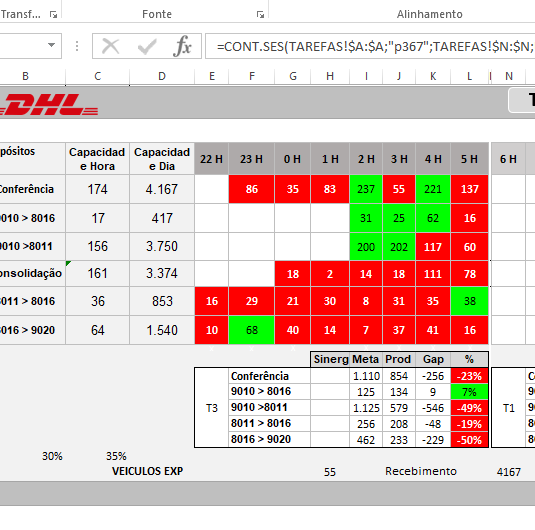 Transf... Fonte Alinhamento
=CONT.SES(TAREFAS!$A:$A;"p367";TAREFAS!$N:$N;
B C D E F G H I J K L N
DHL
pósitos Capacidad e Hora Capacidad e Dia 22 H 23 H 0 H 1 H 2 H 3 H 4 H 5 H 6 H
Conferência 174 4.167 86 35 83 237 55 221 137
9010 > 8016 17 417 31 25 62 16
9010 >8011 156 3.750 200 202 117 60
onsolidação 161 3.374 18 2 14 18 111 78
8011 > 8016 36 853 16 29 21 30 8 31 35 38
8016 > 9020 64 1.540 10 68 40 14 7 37 41 16
Sinerg Meta Prod Gap %
Conferência 1.110 854 -256 -23%
9010 > 8016 125 134 9 7%
T3 9010 >8011 1.125 579 -546 -49% T1
8011 > 8016 256 208 -48 -19%
8016 > 9020 462 233 -229 -50%
30% 35%
VEICULOS EXP 55 Recebimento 4167